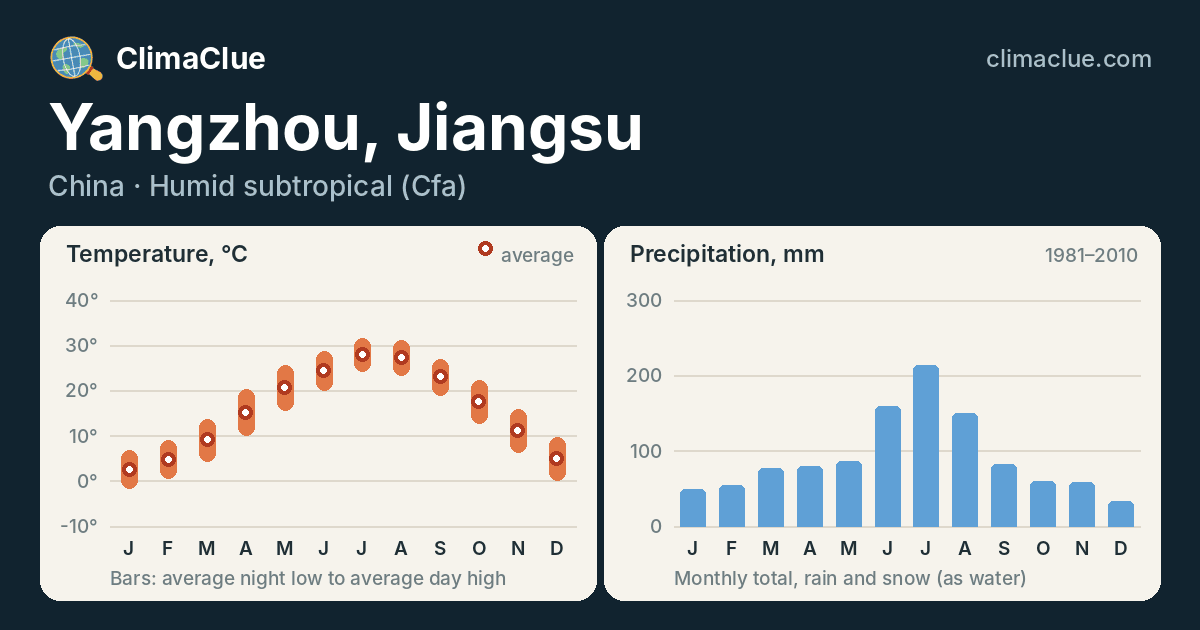 ClimaClue
climaclue.com
Yangzhou, Jiangsu
China · Humid subtropical (Cfa)
Temperature, °C
average
40°
30°
20°
10°
0°
-10°
J F M A M J J A S O N D
Bars: average night low to average day high
Precipitation, mm
1981–2010
300
200
100
0
J F M A M J J A S O N D
Monthly total, rain and snow (as water)